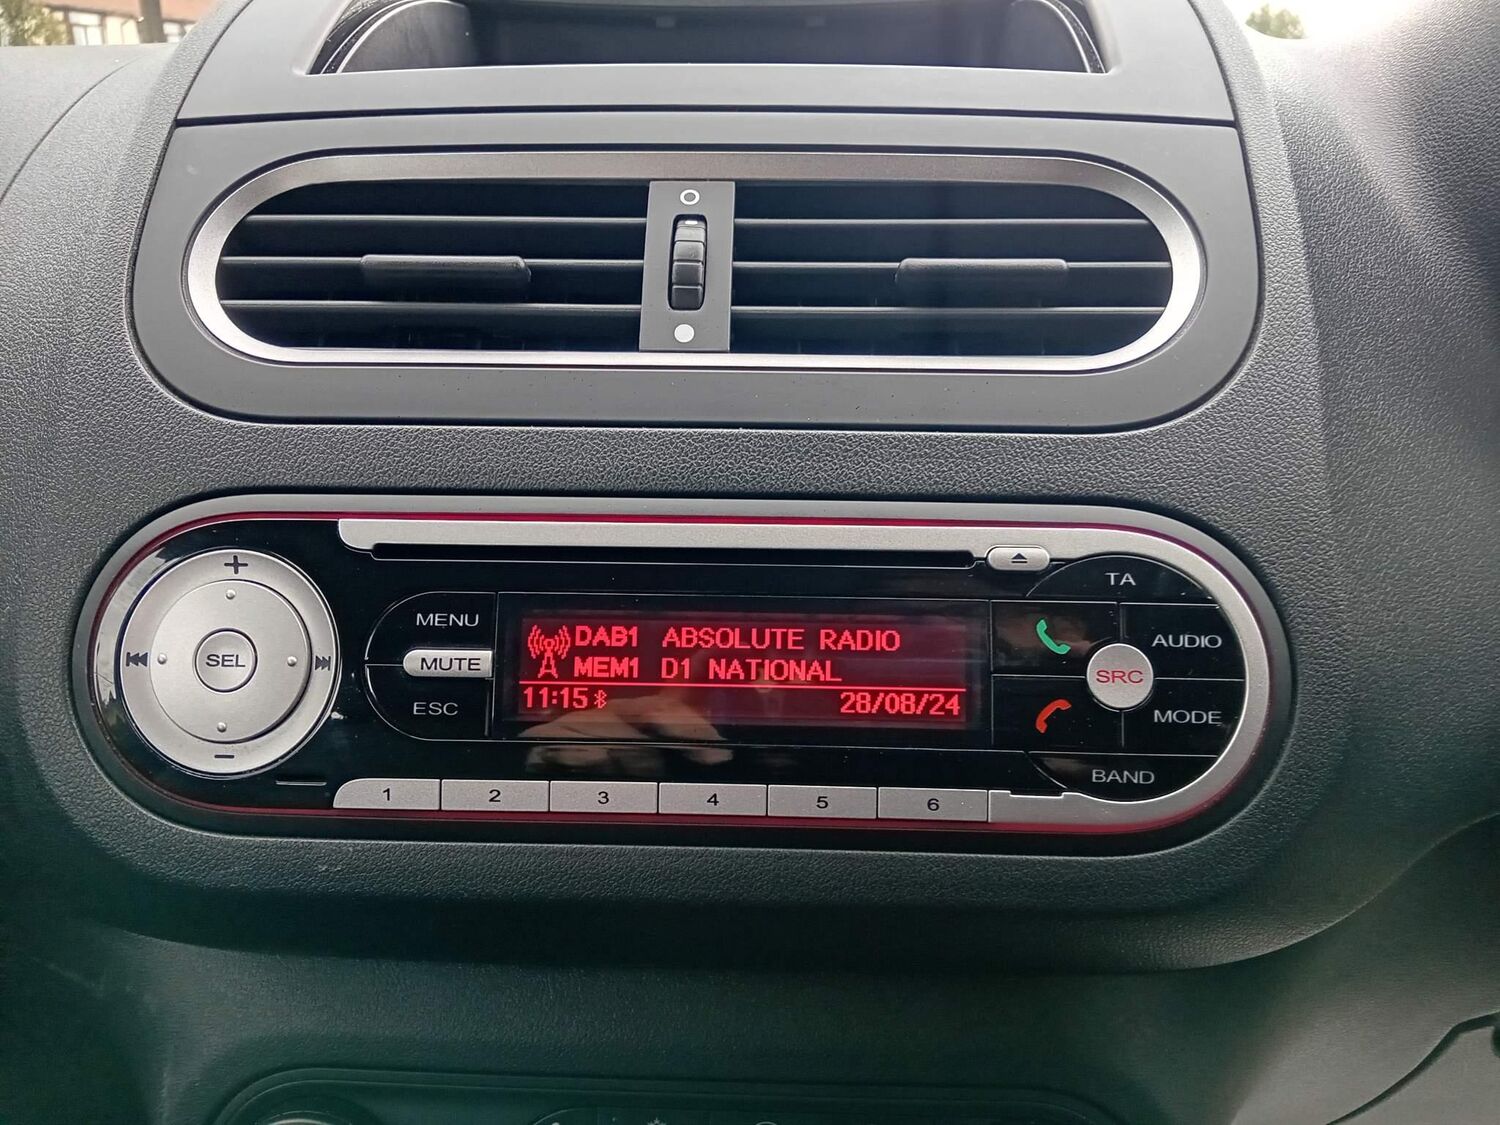 TA
MENU
MUTE
ESC
SEL
DAB1 ABSOLUTE RADIO
MEM1 D1 NATIONAL
11:15 28/08/24
AUDIO
SRC
MODE
BAND
1 2 3 4 5 6